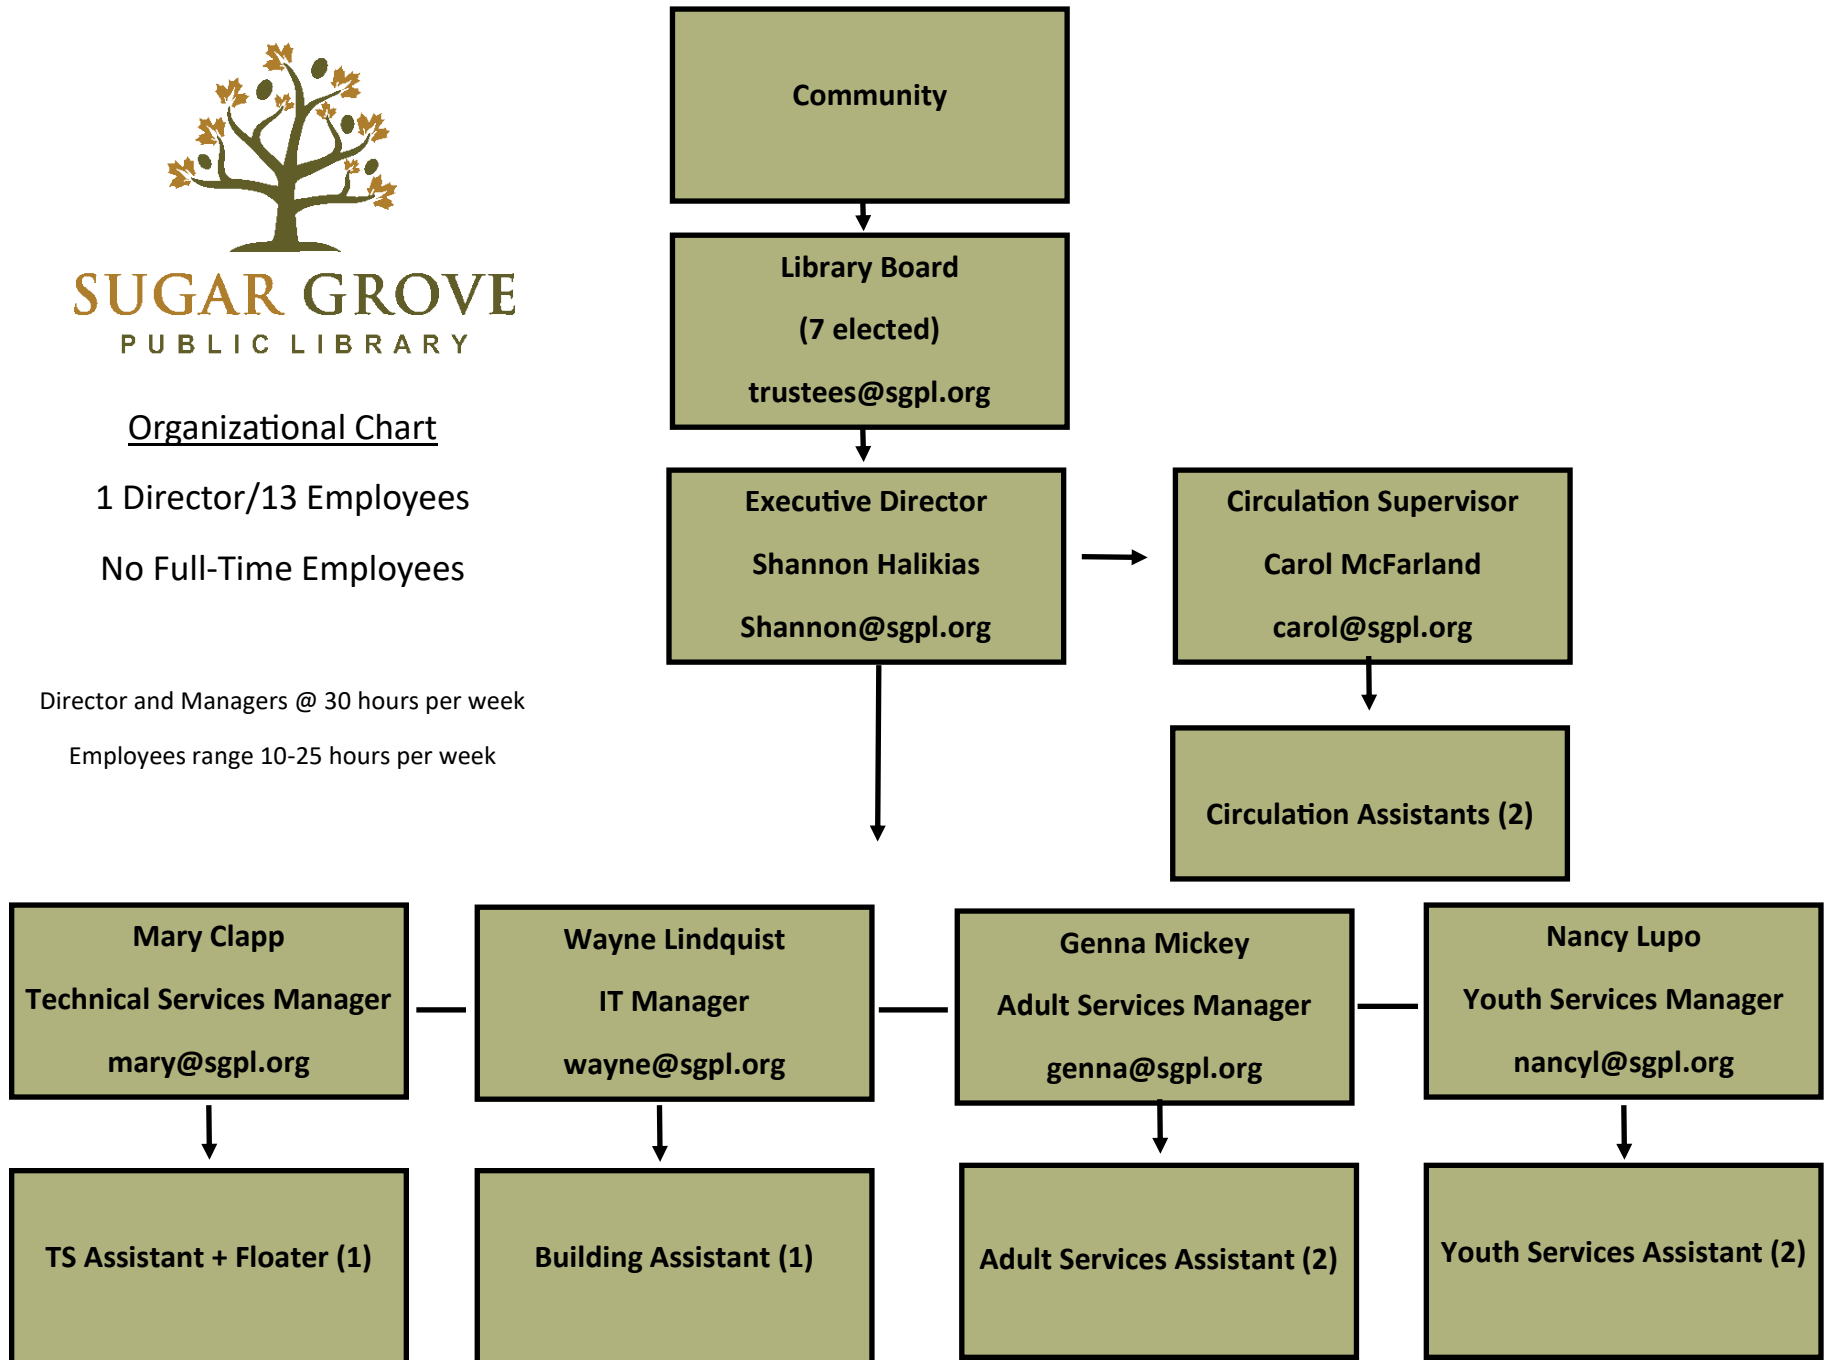 SUGAR GROVE
PUBLIC LIBRARY
Organizational Chart
1 Director/13 Employees
No Full-Time Employees
Director and Managers @ 30 hours per week
Employees range 10-25 hours per week
Community
Library Board
(7 elected)
trustees@sgpl.org
Executive Director
Shannon Halikias
Shannon@sgpl.org
Circulation Supervisor
Carol McFarland
carol@sgpl.org
Circulation Assistants (2)
Mary Clapp
Technical Services Manager
mary@sgpl.org
Wayne Lindquist
IT Manager
wayne@sgpl.org
Genna Mickey
Adult Services Manager
genna@sgpl.org
Nancy Lupo
Youth Services Manager
nancyl@sgpl.org
TS Assistant + Floater (1)
Building Assistant (1)
Adult Services Assistant (2)
Youth Services Assistant (2)